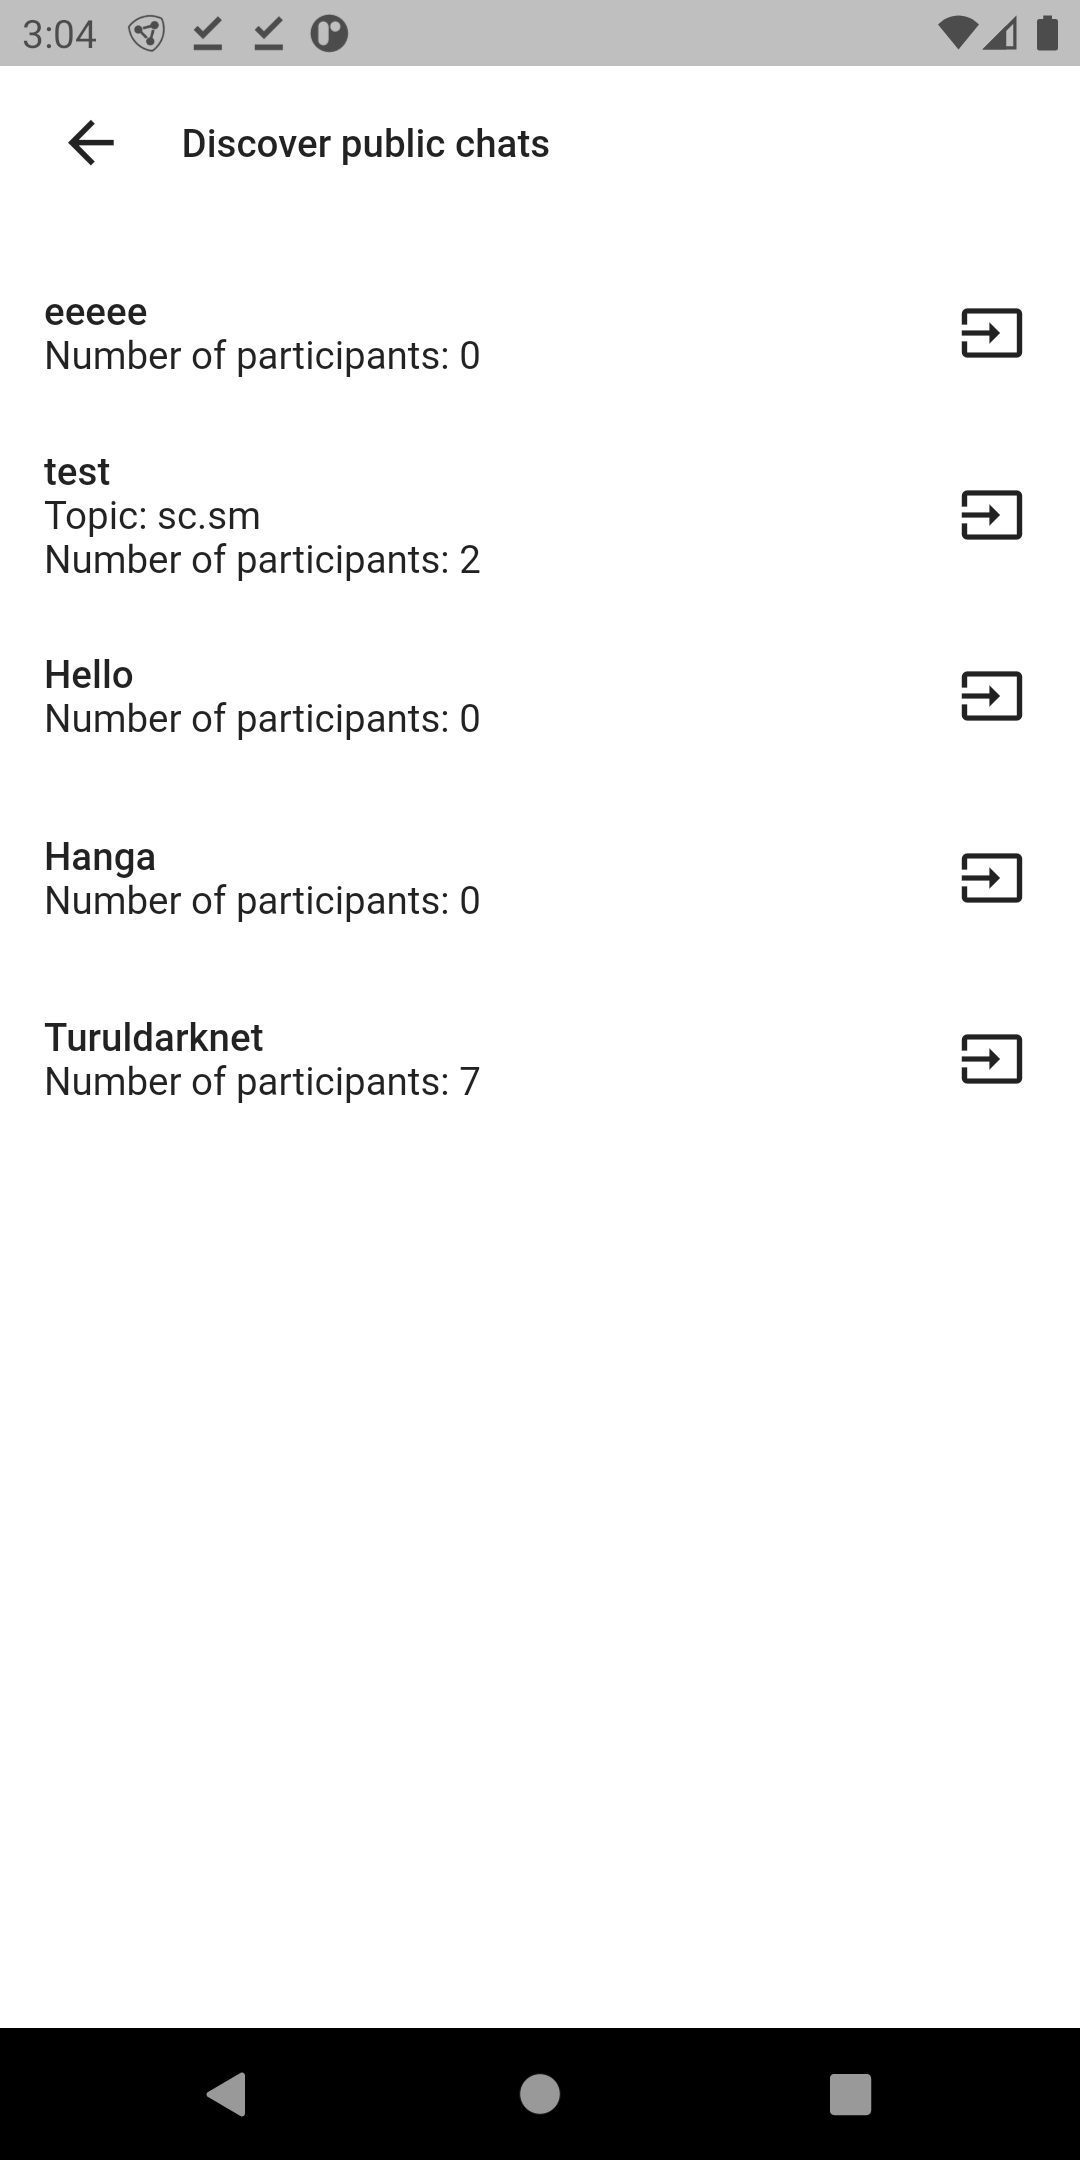 3:04
Discover public chats
eeeee
Number of participants: 0
test
Topic: sc.sm
Number of participants: 2
Hello
Number of participants: 0
Hanga
Number of participants: 0
Turuldarknet
Number of participants: 7